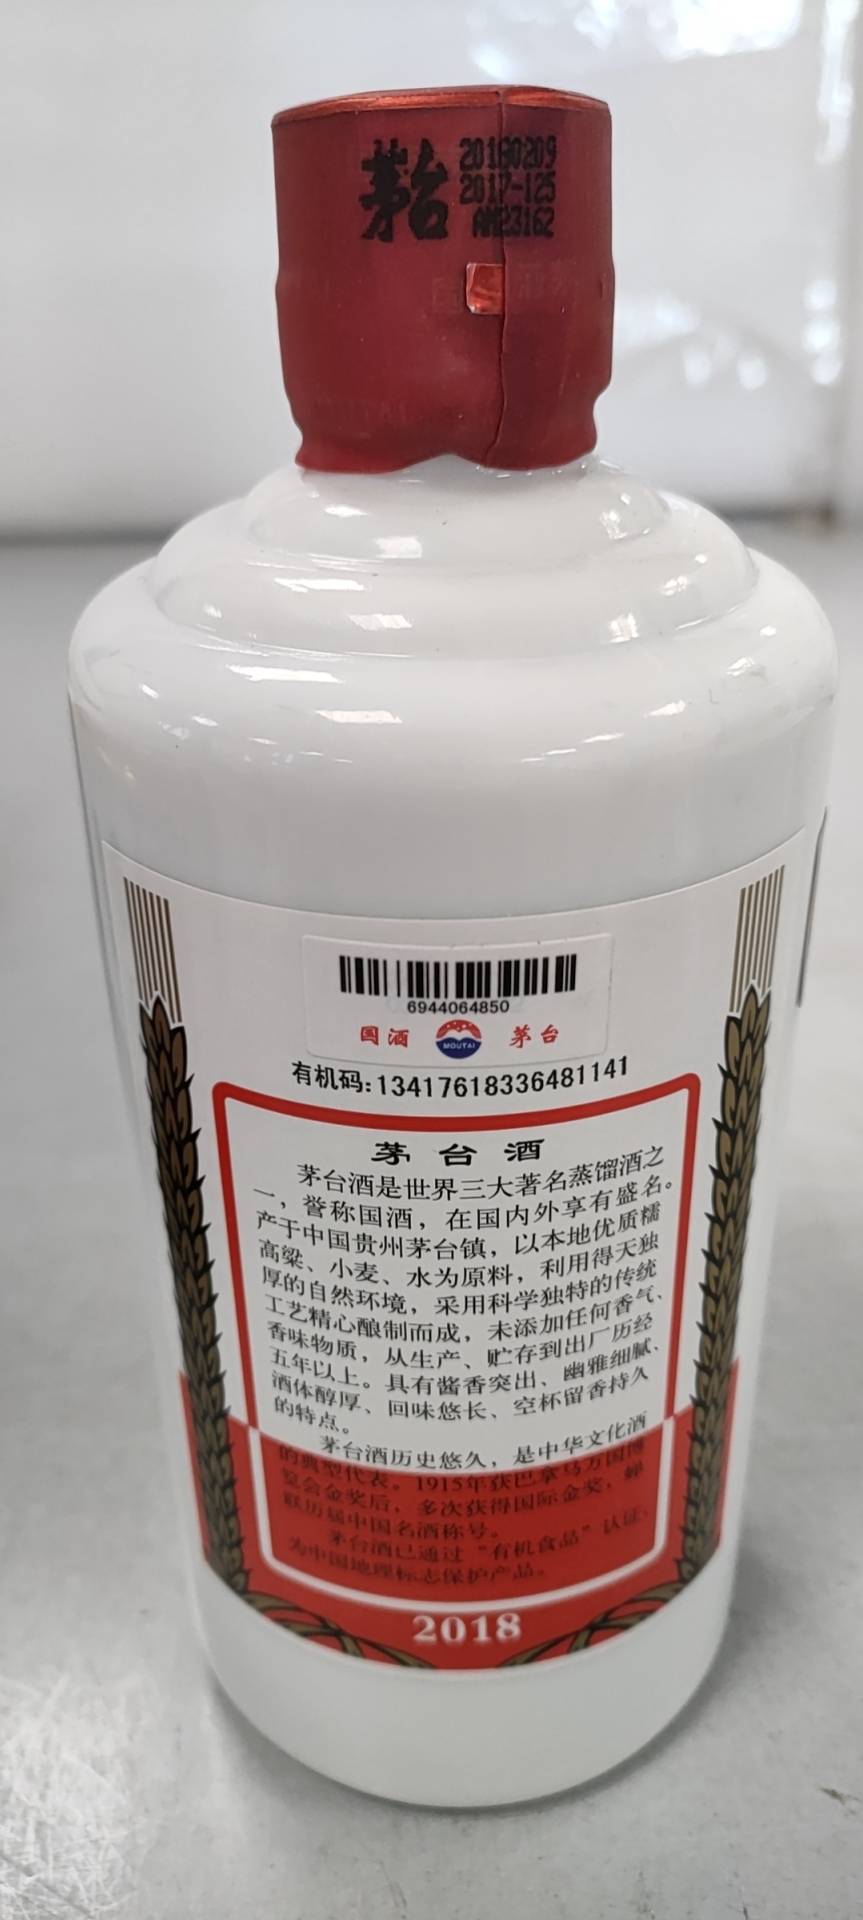 茅台
20180209
2017-125
6944064850
国酒
MOUTAI
茅台
有机码:13417618336481141
茅台酒
茅台酒是世界三大著名蒸馏酒之
一，誉称国酒，在国内外享有盛名。
产于中国贵州茅台镇，以本地优质糯
高粱、小麦、水为原料，利用得天独
厚的自然环境，采用科学独特的传统
工艺精心酿制而成，未添加任何香气、
香味物质，从生产、贮存到出厂历经
五年以上。具有酱香突出、幽雅细腻、
酒体醇厚、回味悠长、空杯留香持久
的特点。
茅台酒历史悠久，是中华文化酒
的典型代表。1915年获巴拿马万国博
览会金奖后，多次获得国际金奖，蝉
联历届中国名酒称号。
茅台酒已通过“有机食品”认证，
为中国地理标志保护产品。
2018